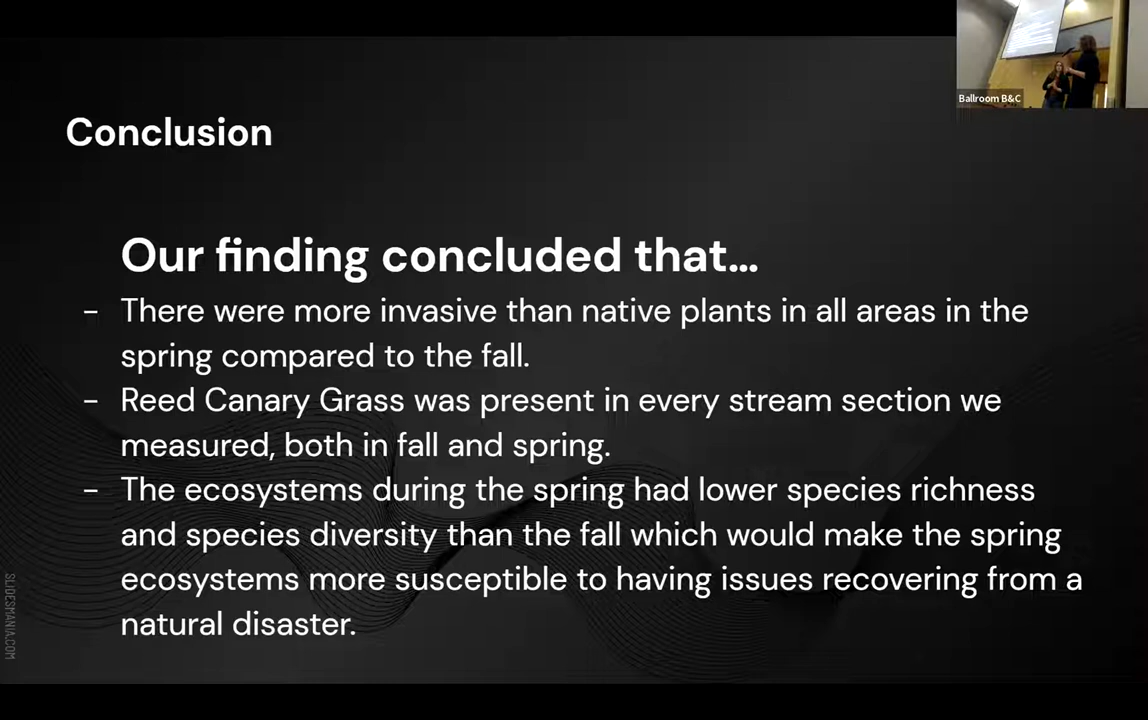 Ballroom B&C
Conclusion
Our finding concluded that...
- There were more invasive than native plants in all areas in the
spring compared to the fall.
- Reed Canary Grass was present in every stream section we
measured, both in fall and spring.
- The ecosystems during the spring had lower species richness
and species diversity than the fall which would make the spring
ecosystems more susceptible to having issues recovering from a
natural disaster.
SLIDESMANIA.COM